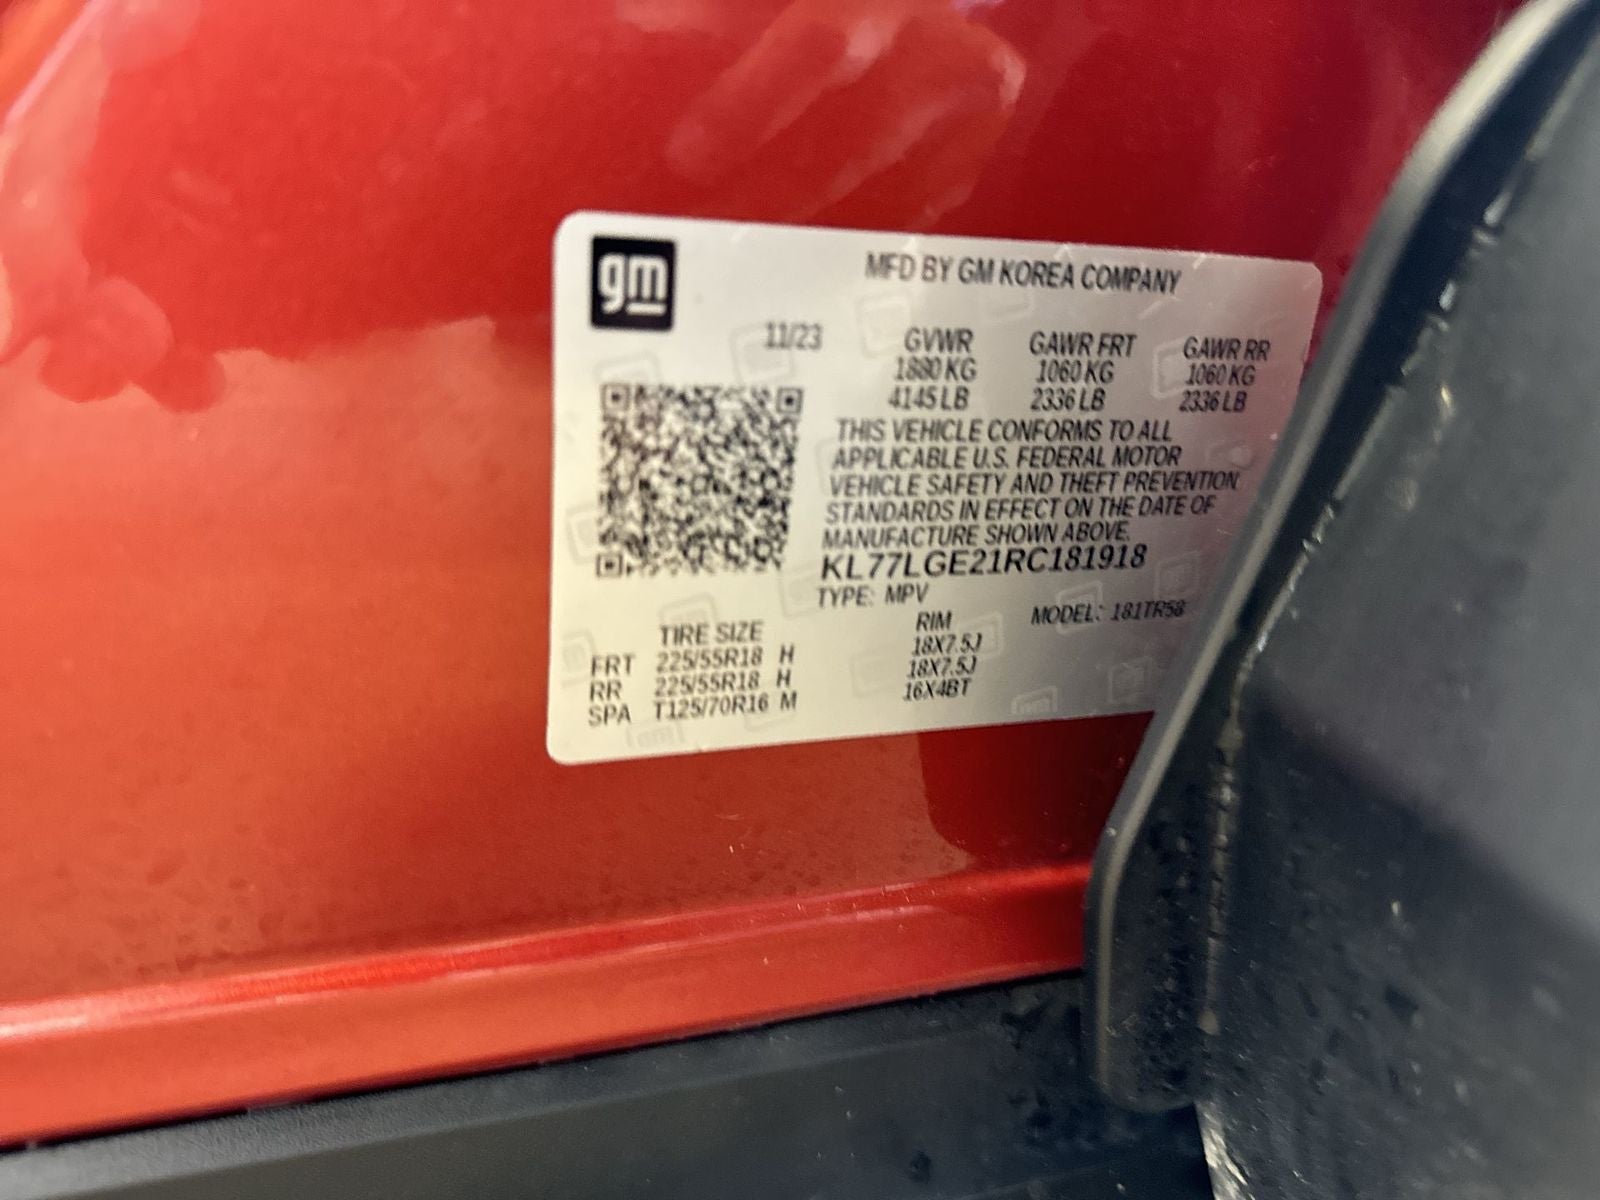 gm
MFD BY GM KOREA COMPANY
11/23
GVWR GAWR FRT GAWR RR
1880 KG 1060 KG 1060 KG
4145 LB 2336 LB 2336 LB
THIS VEHICLE CONFORMS TO ALL
APPLICABLE U.S. FEDERAL MOTOR
VEHICLE SAFETY AND THEFT PREVENTION
STANDARDS IN EFFECT ON THE DATE OF
MANUFACTURE SHOWN ABOVE.
KL77LGE21RC181918
TYPE: MPV MODEL: 181TR58
TIRE SIZE RIM
FRT 225/55R18 H 18X7.5J
RR 225/55R18 H 18X7.5J
SPA T125/70R16 M 16X4BT